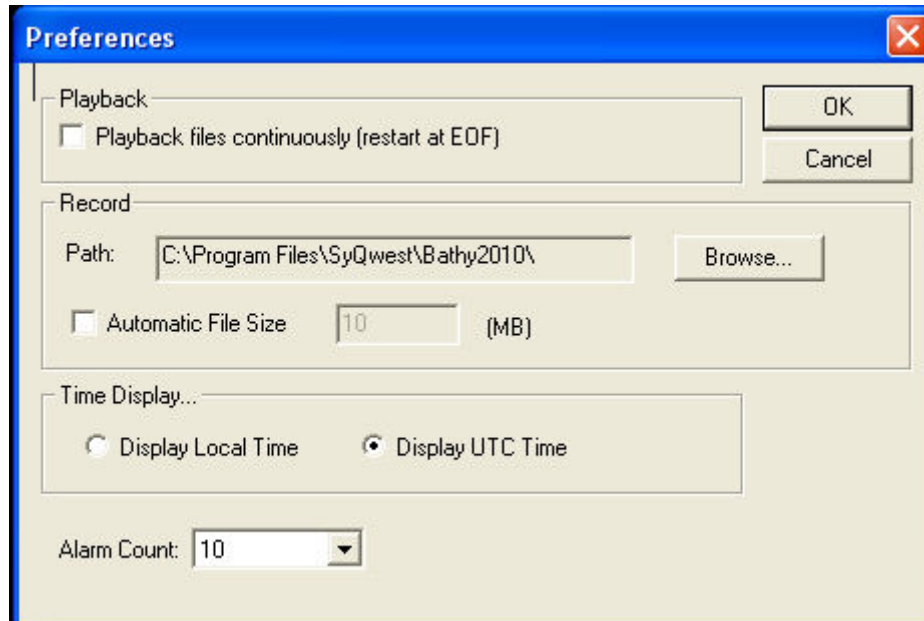 Preferences
Playback
OK
Playback files continuously (restart at EOF)
Cancel
Record
Path: C:\Program Files\SyQwest\Bathy2010\ Browse...
Automatic File Size 10 (MB)
Time Display...
Display Local Time Display UTC Time
Alarm Count: 10